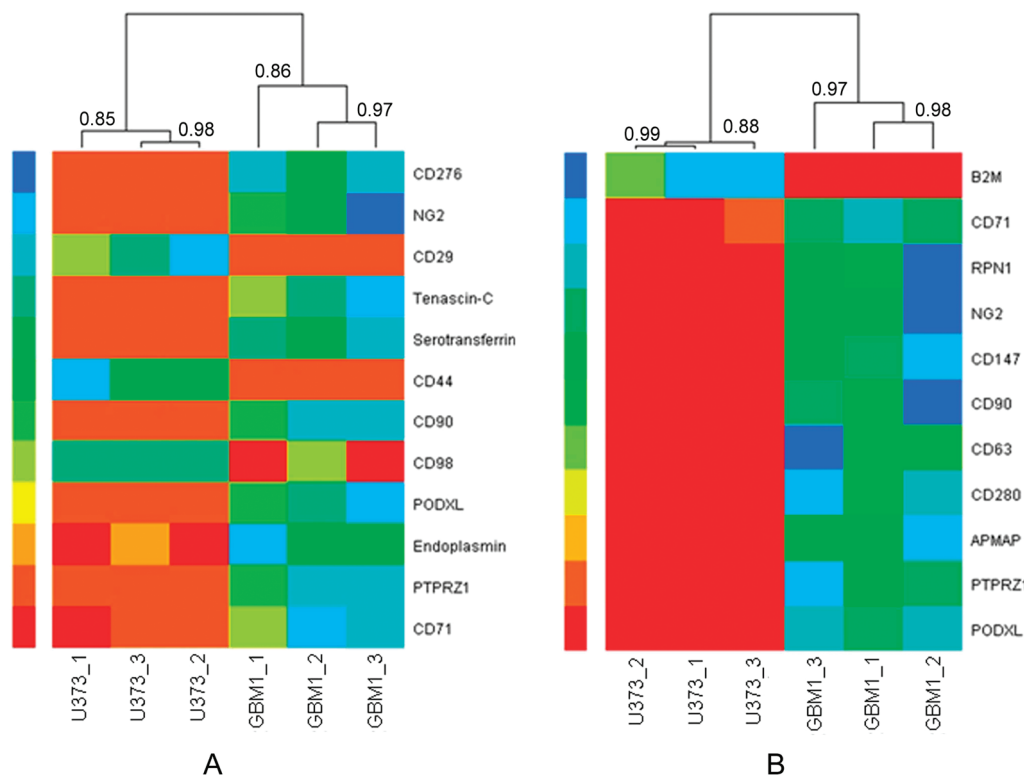 0.86
0.97
0.85
0.98
CD276
NG2
CD29
Tenascin-C
Serotransferrin
CD44
CD90
CD98
PODXL
Endoplasmin
PTPRZ1
CD71
U373_1
U373_3
U373_2
GBM1_1
GBM1_2
GBM1_3
A
0.97
0.98
0.99
0.88
B2M
CD71
RPN1
NG2
CD147
CD90
CD63
CD280
APMAP
PTPRZ1
PODXL
U373_2
U373_1
U373_3
GBM1_3
GBM1_1
GBM1_2
B